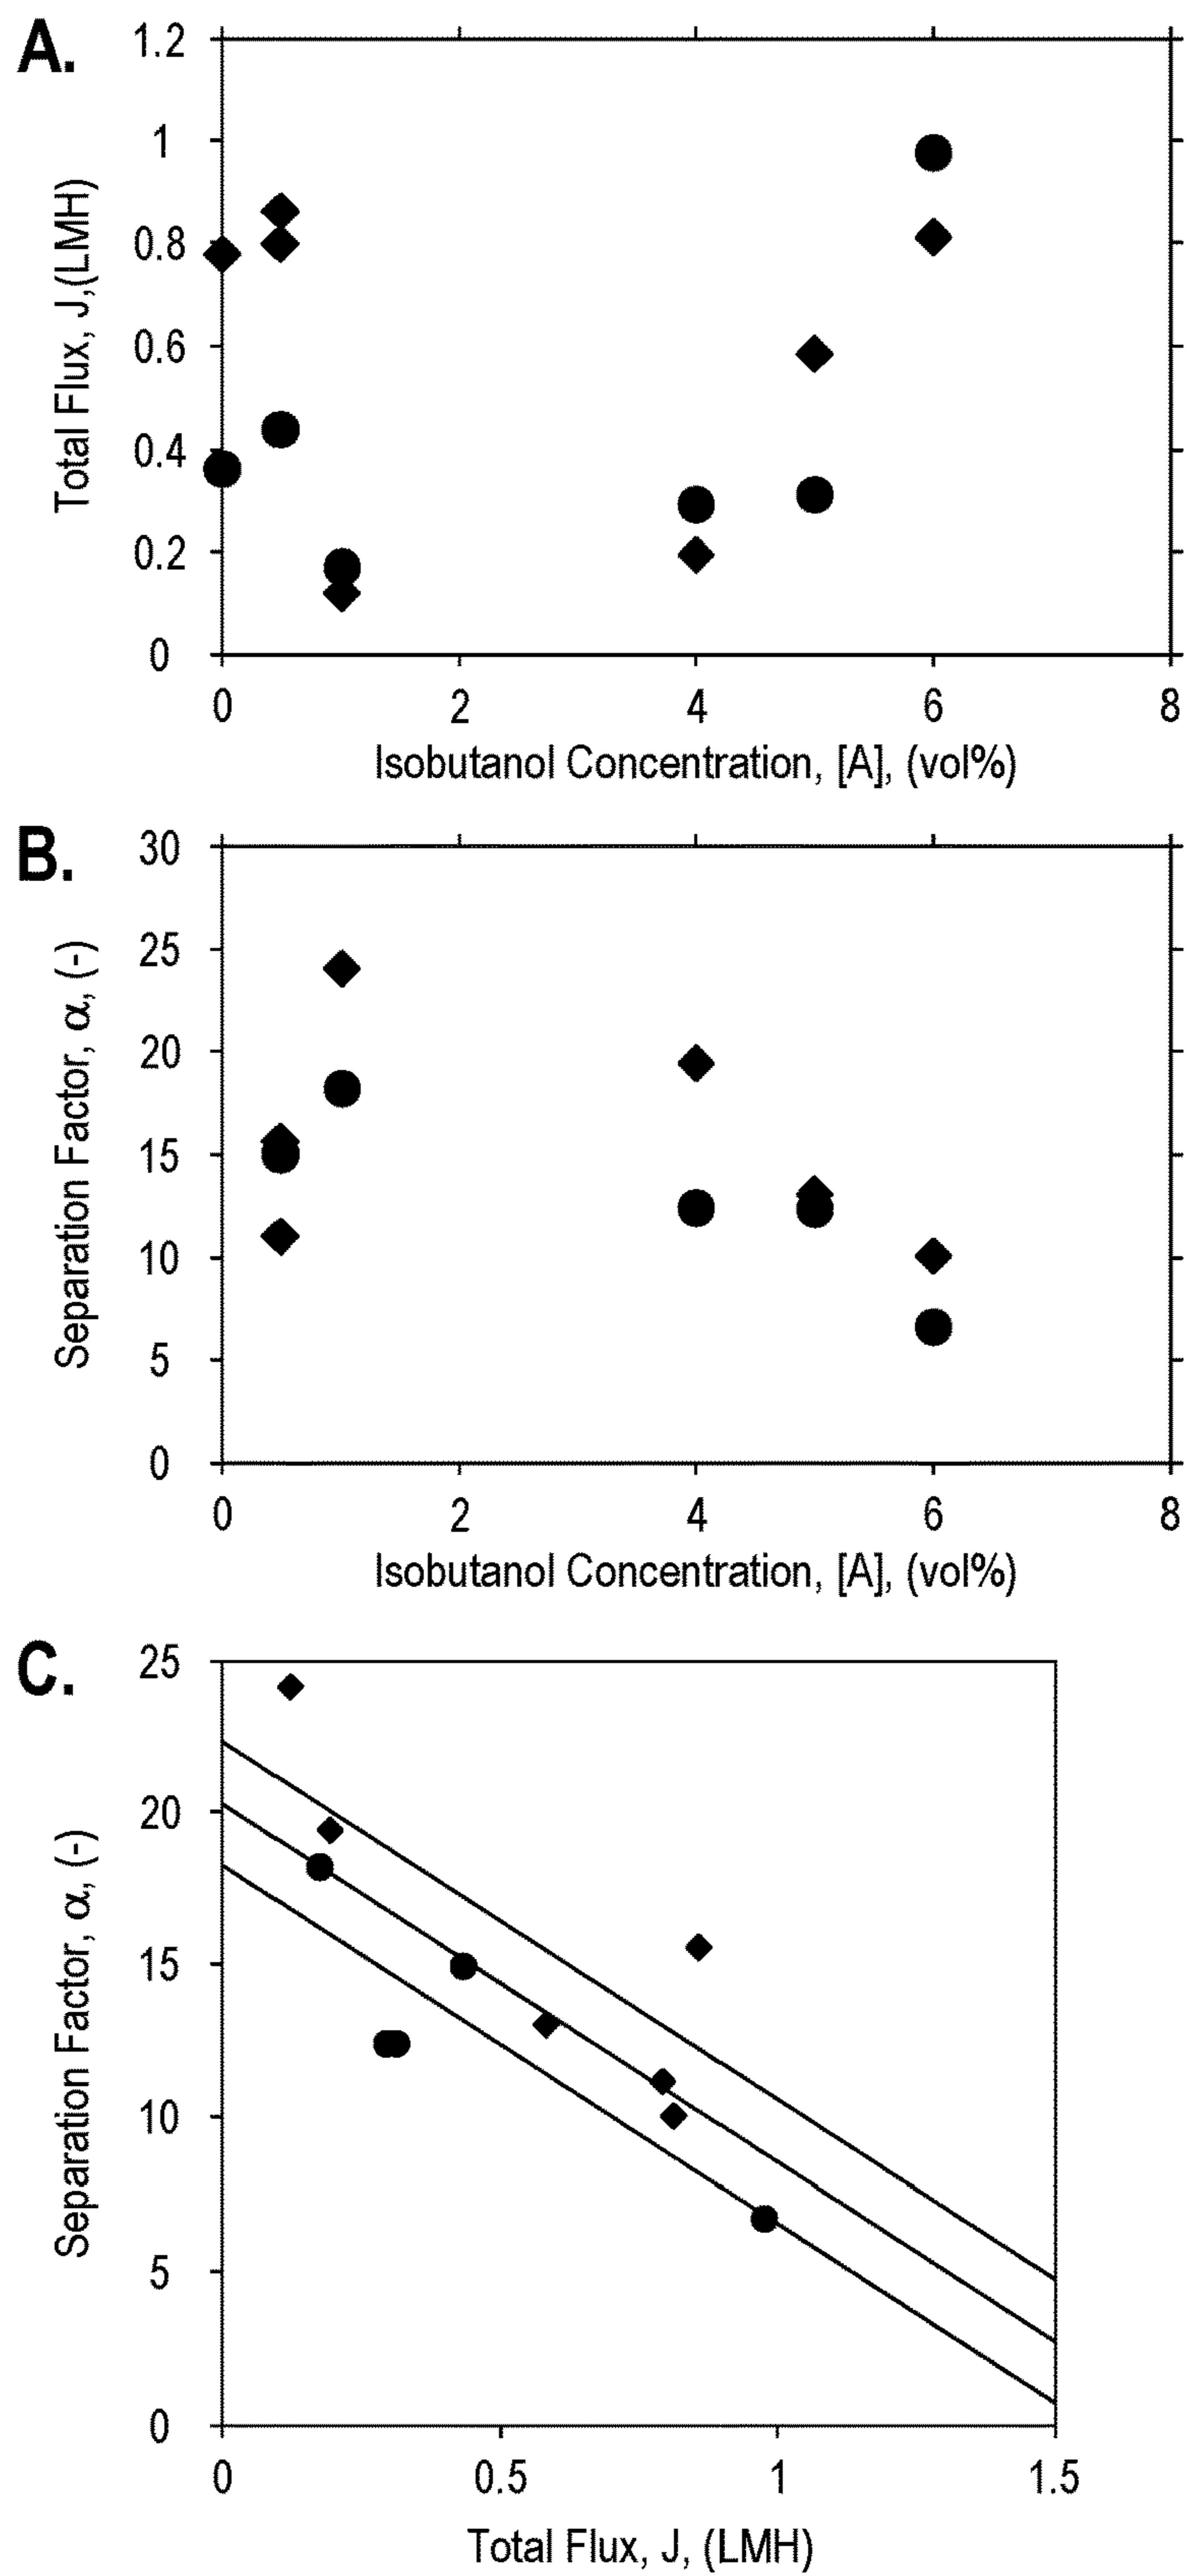 A.
1.2
1
0.8
0.6
0.4
0.2
0
Total Flux, J,(LMH)
0 2 4 6 8
Isobutanol Concentration, [A], (vol%)
B.
30
25
20
15
10
5
0
Separation Factor, α, (-)
0 2 4 6 8
Isobutanol Concentration, [A], (vol%)
C.
25
20
15
10
5
0
Separation Factor, α, (-)
0 0.5 1 1.5
Total Flux, J, (LMH)